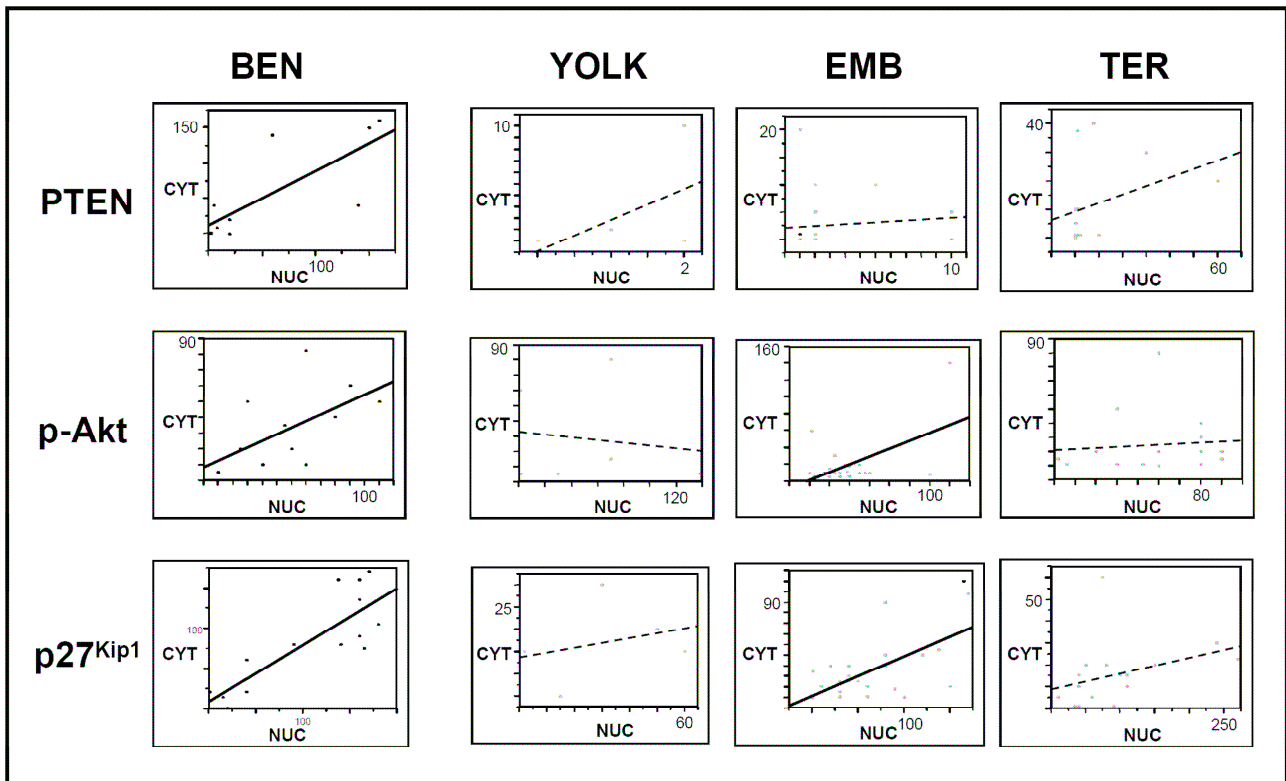 BEN YOLK EMB TER
PTEN
150 CYT 100 NUC
10 CYT 2 NUC
20 CYT 10 NUC
40 CYT 60 NUC
p-Akt
90 CYT 100 NUC
90 CYT 120 NUC
160 CYT 100 NUC
90 CYT 80 NUC
p27Kip1
100 CYT 100 NUC
25 CYT 60 NUC
90 CYT 100 NUC
50 CYT 250 NUC